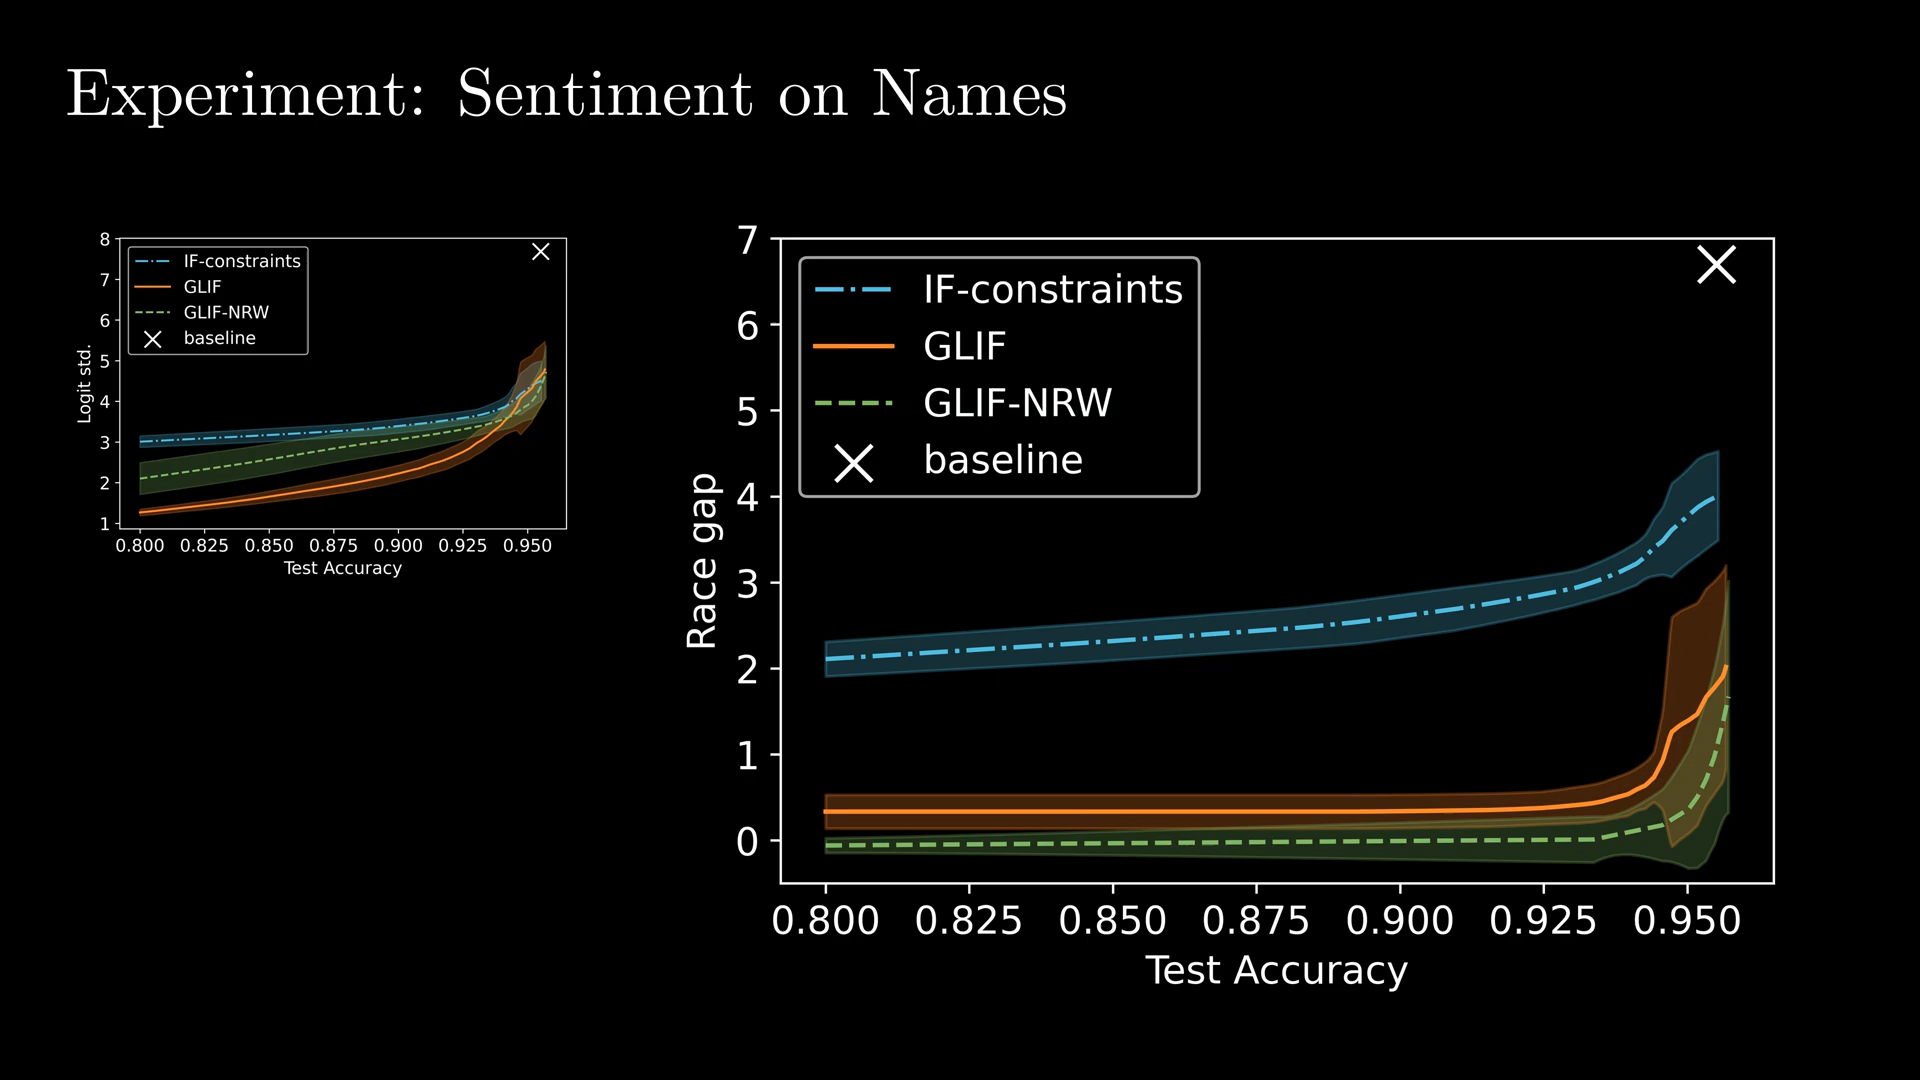 Experiment: Sentiment on Names
8
7
6
5
4
3
2
1
Logit std.
IF-constraints
GLIF
GLIF-NRW
baseline
0.800 0.825 0.850 0.875 0.900 0.925 0.950
Test Accuracy
7
6
5
4
3
2
1
0
Race gap
IF-constraints
GLIF
GLIF-NRW
baseline
0.800 0.825 0.850 0.875 0.900 0.925 0.950
Test Accuracy